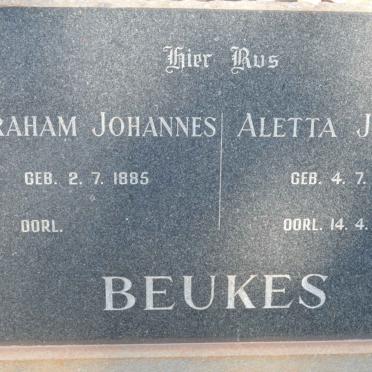 Hier Rus
RAHAM JOHANNES ALETTA J
GEB. 2. 7. 1885 GEB. 4. 7.
OORL. OORL. 14. 4.
BEUKES